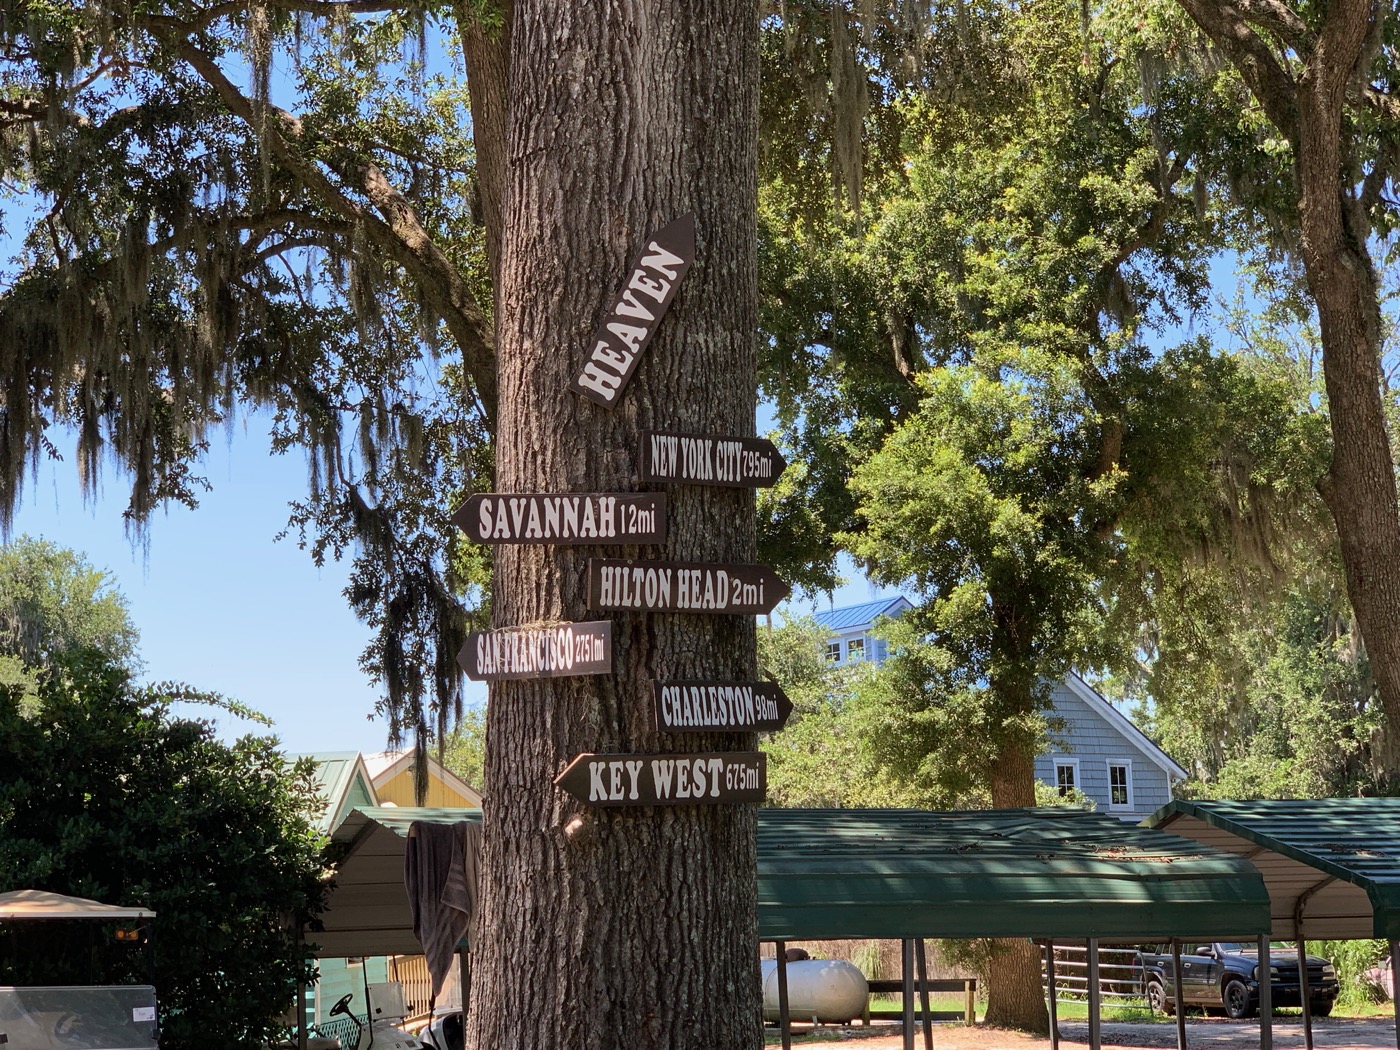 HEAVEN
NEW YORK CITY 795mi
SAVANNAH 12mi
HILTON HEAD 2mi
SAN FRANCISCO 2751mi
CHARLESTON 98mi
KEY WEST 675mi